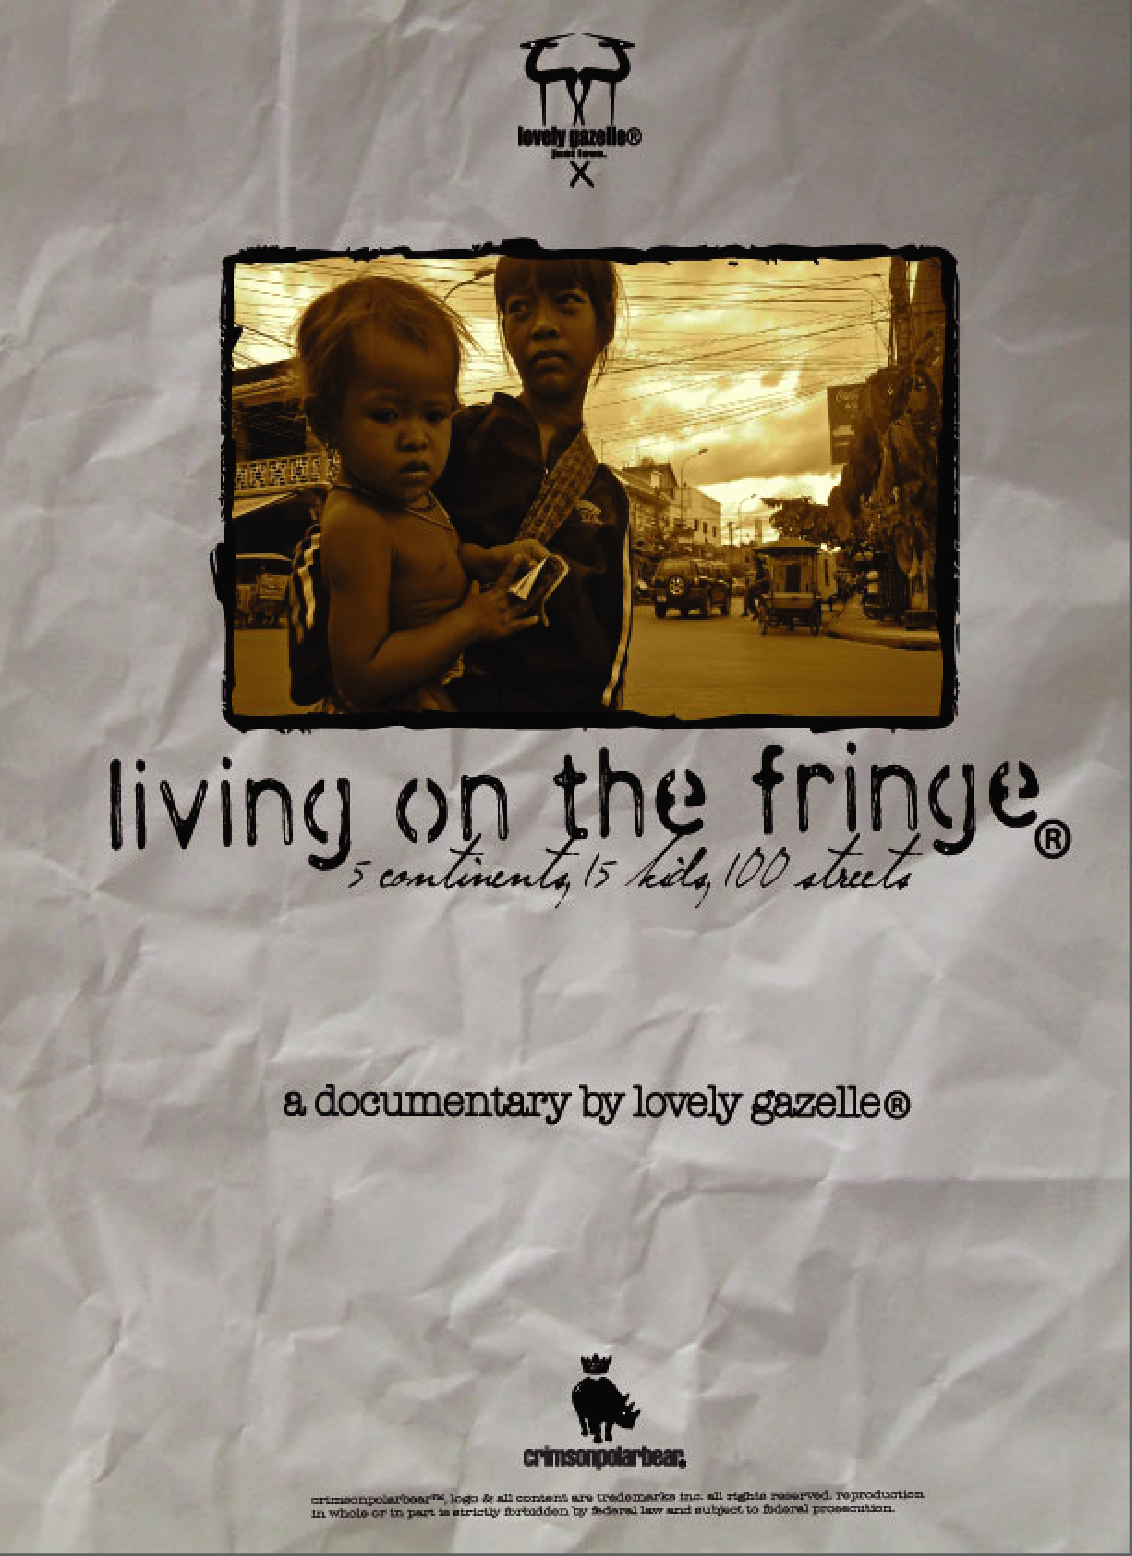 lovely gazelle®
just love.
X
living on the fringe®
5 continents, 15 kids, 100 streets
a documentary by lovely gazelle®
crimsonpolarbear.
crimsonpolarbear™, logo & all content are trademarks inc. all rights reserved. reproduction
in whole or in part is strictly forbidden by federal law and subject to federal prosecution.